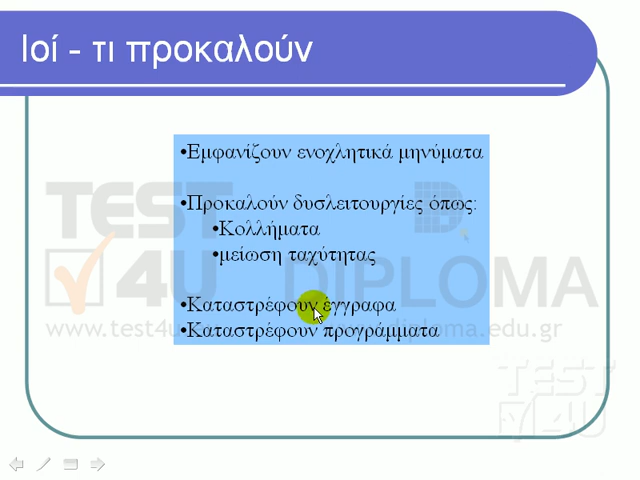 Ιοί - τι προκαλούν
•Εμφανίζουν ενοχλητικά μηνύματα
•Προκαλούν δυσλειτουργίες όπως:
•Κολλήματα
•μείωση ταχύτητας
•Καταστρέφουν έγγραφα
•Καταστρέφουν προγράμματα
TEST 4U
DIPLOMA
www.test4u
diploma.edu.gr
TEST 4U